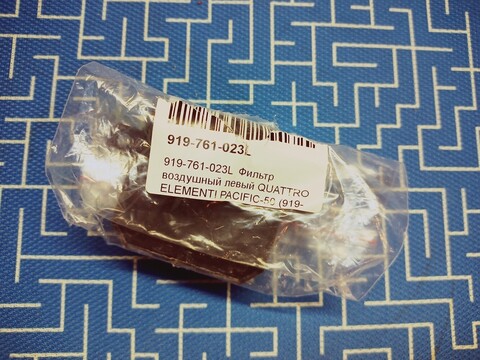 919-761-023L
919-761-023L Фильтр
воздушный левый QUATTRO
ELEMENTI PACIFIC-50 (919-